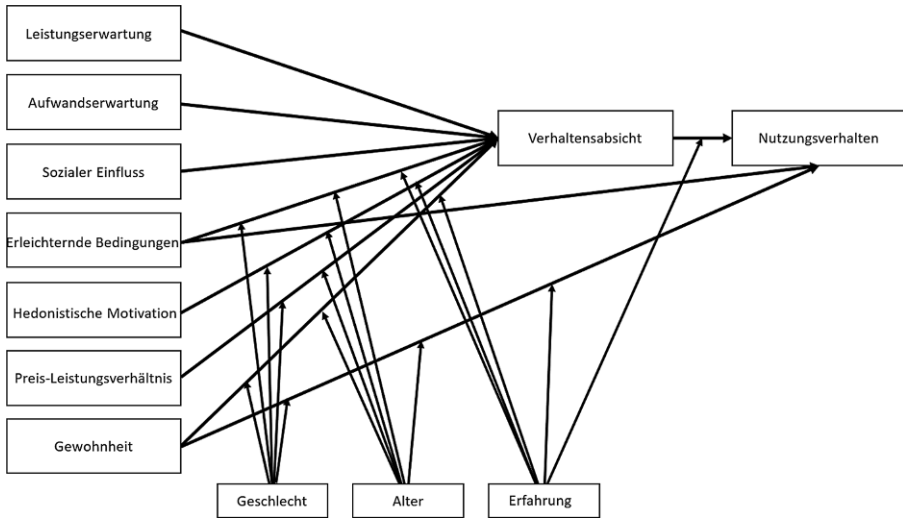 Leistungserwartung
Aufwandserwartung
Sozialer Einfluss
Erleichternde Bedingungen
Hedonistische Motivation
Preis-Leistungsverhältnis
Gewohnheit
Verhaltensabsicht
Nutzungsverhalten
Geschlecht
Alter
Erfahrung